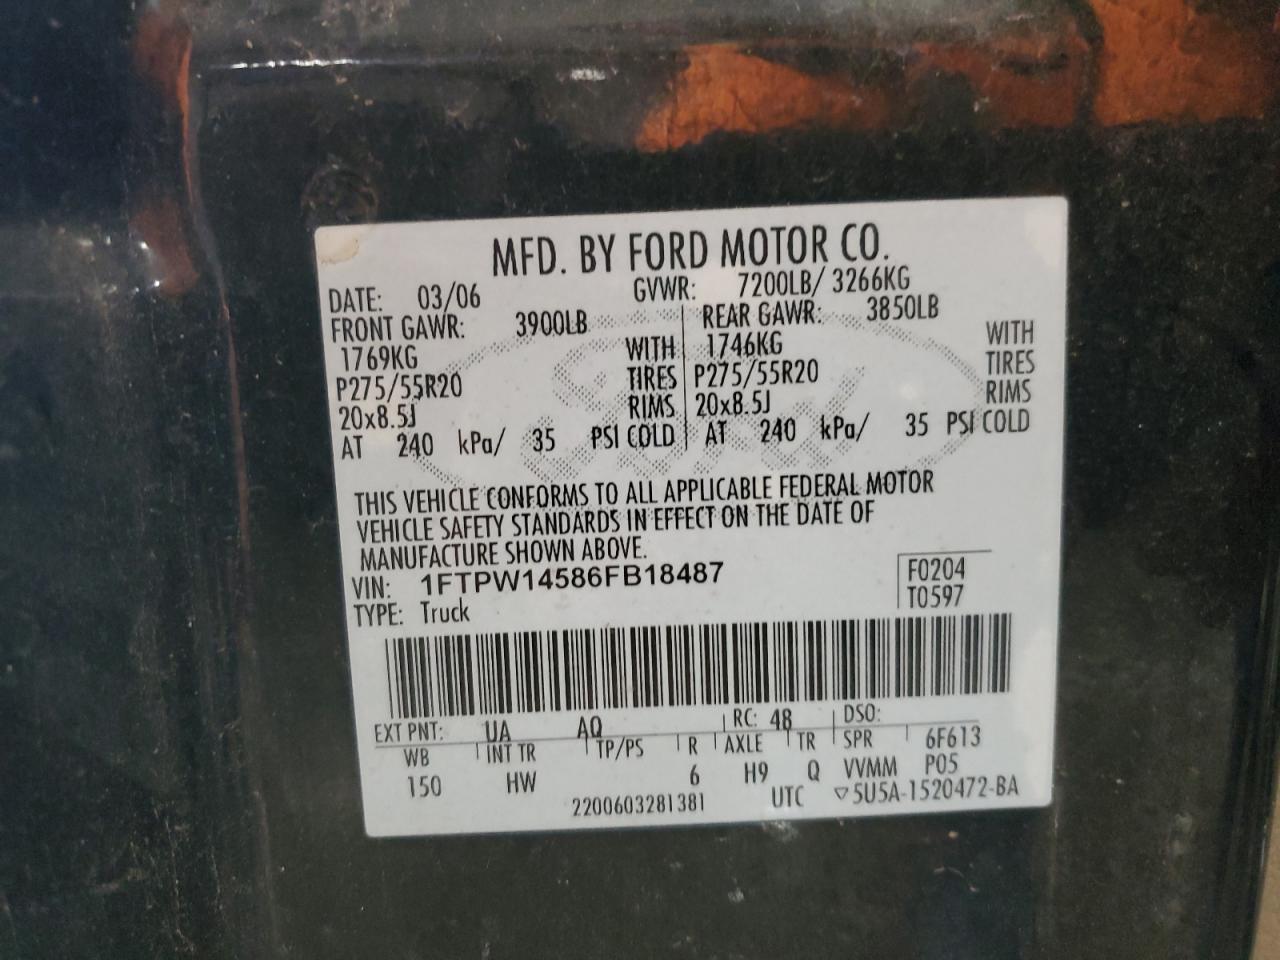 MFD. BY FORD MOTOR CO.
DATE: 03/06 GVWR: 7200LB/ 3266KG
FRONT GAWR: 3900LB REAR GAWR: 3850LB
1769KG WITH 1746KG WITH
P275/55R20 TIRES P275/55R20 TIRES
20x8.5J RIMS 20x8.5J RIMS
AT 240 kPa/ 35 PSI COLD AT 240 kPa/ 35 PSI COLD
THIS VEHICLE CONFORMS TO ALL APPLICABLE FEDERAL MOTOR
VEHICLE SAFETY STANDARDS IN EFFECT ON THE DATE OF
MANUFACTURE SHOWN ABOVE.
VIN: 1FTPW14586FB18487 F0204
TYPE: Truck T0597
EXT PNT: UA AQ RC: 48 DSO:
WB INT TR TP/PS R AXLE TR SPR 6F613
150 HW 6 H9 Q VVMM P05
2200603281381 UTC ▽5U5A-1520472-BA